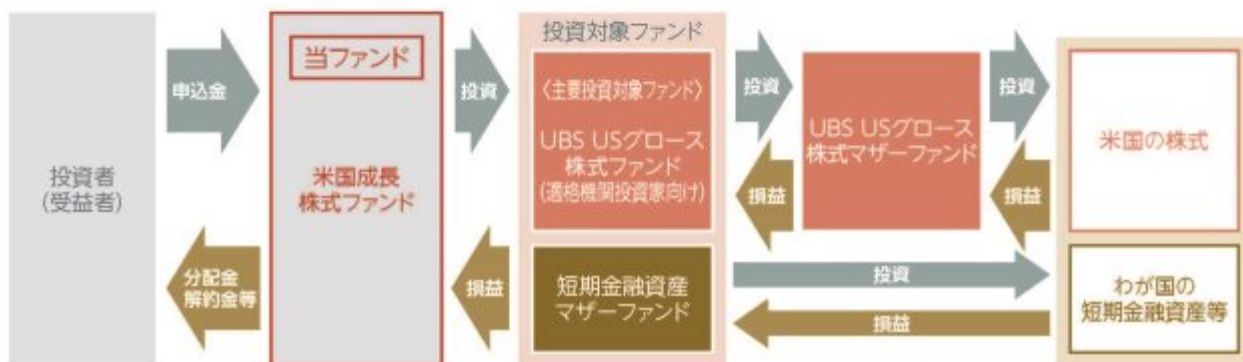 投資者
(受益者)
申込金
分配金
解約金等
当ファンド
米国成長
株式ファンド
投資
損益
投資対象ファンド
〈主要投資対象ファンド〉
UBS USグロース
株式ファンド
(適格機関投資家向け)
短期金融資産
マザーファンド
投資
損益
UBS USグロース
株式マザーファンド
投資
損益
投資
損益
米国の株式
わが国の
短期金融資産等